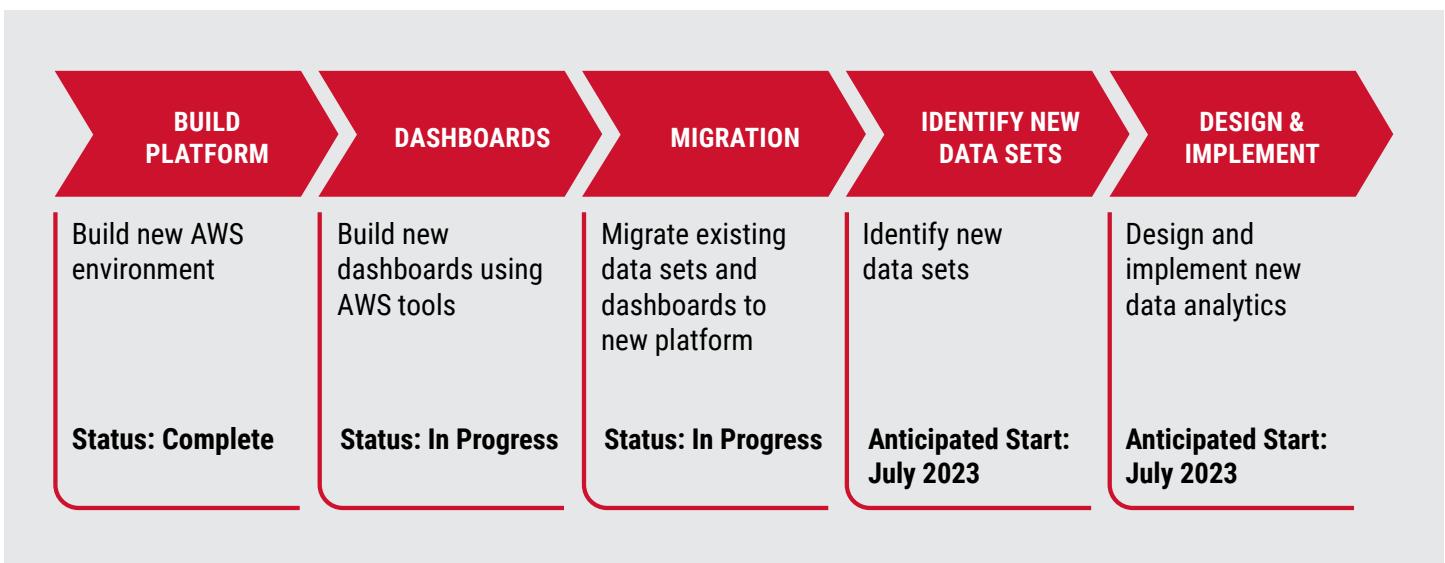 BUILD
PLATFORM
DASHBOARDS
MIGRATION
IDENTIFY NEW
DATA SETS
DESIGN &
IMPLEMENT
Build new AWS
environment
Status: Complete
Build new
dashboards using
AWS tools
Status: In Progress
Migrate existing
data sets and
dashboards to
new platform
Status: In Progress
Identify new
data sets
Anticipated Start:
July 2023
Design and
implement new
data analytics
Anticipated Start:
July 2023